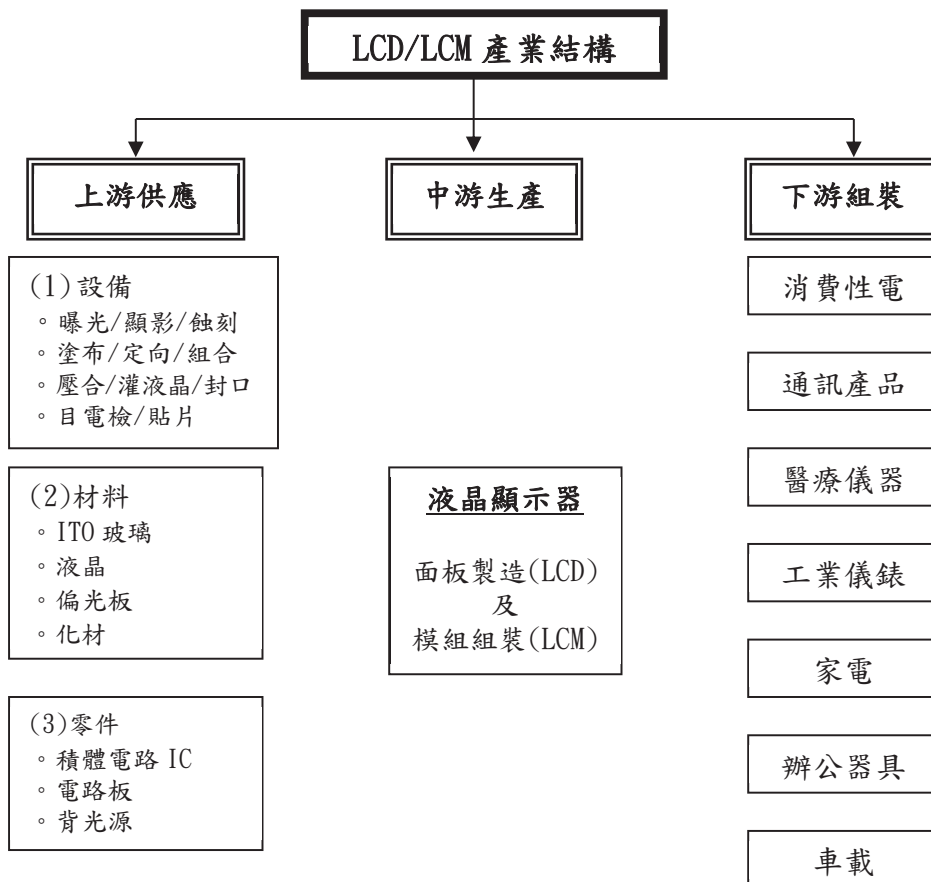 LCD/LCM 產業結構
上游供應
中游生產
下游組裝
(1)設備
。曝光/顯影/蝕刻
。塗布/定向/組合
。壓合/灌液晶/封口
。目電檢/貼片
(2)材料
。ITO 玻璃
。液晶
。偏光板
。化材
(3)零件
。積體電路 IC
。電路板
。背光源
液晶顯示器
面板製造(LCD)
及
模組組裝(LCM)
消費性電
通訊產品
醫療儀器
工業儀錶
家電
辦公器具
車載